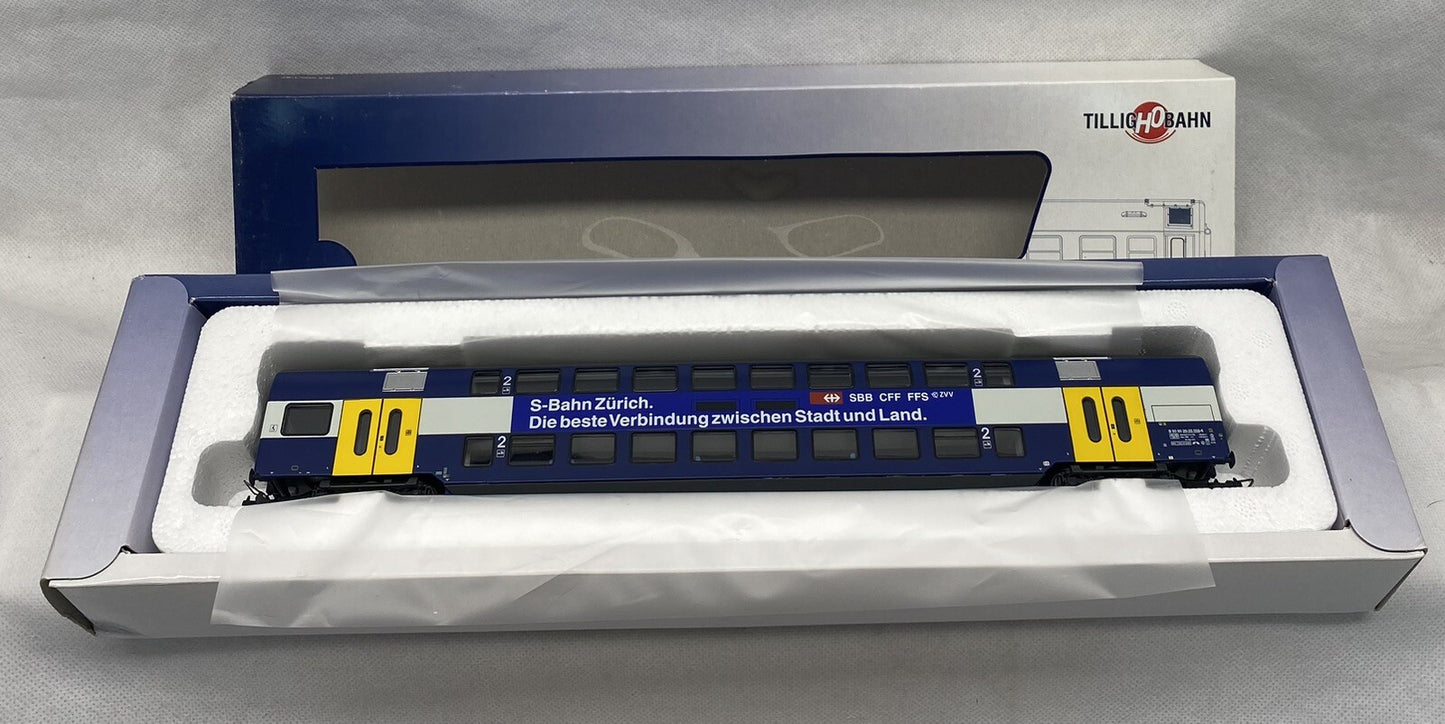 TILLIG HO BAHN
2
2
S-Bahn Zürich.
SBB CFF FFS ZVV
Die beste Verbindung zwischen Stadt und Land.
2
2